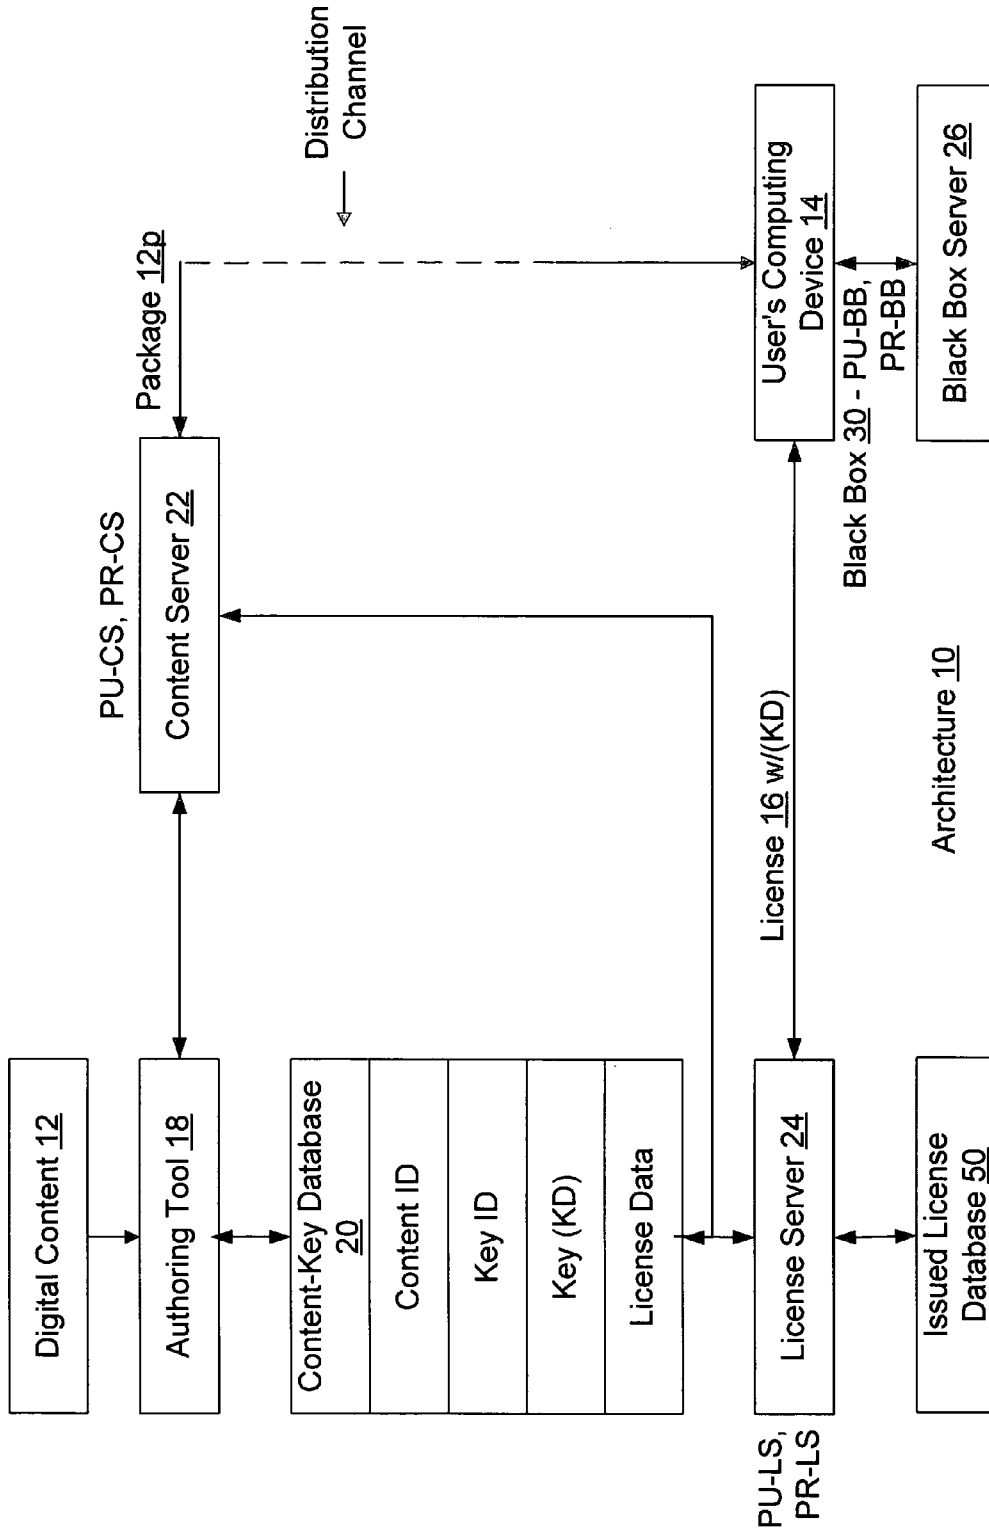 Digital Content 12
Authoring Tool 18
Content-Key Database
20
Content ID
Key ID
Key (KD)
License Data
PU-LS,
PR-LS
License Server 24
Issued License
Database 50
PU-CS, PR-CS
Content Server 22
Package 12p
Distribution
Channel
License 16 w/(KD)
User's Computing
Device 14
Black Box 30 - PU-BB,
PR-BB
Black Box Server 26
Architecture 10